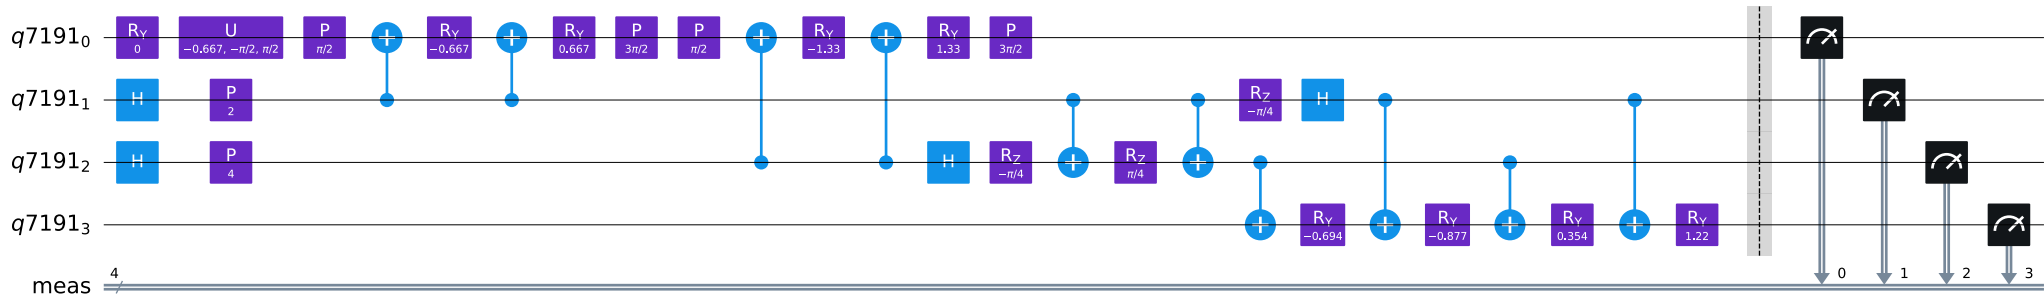 q7191₀ R_Y 0 U −0.667, −π/2, π/2 P π/2 R_Y −0.667 R_Y 0.667 P 3π/2 P π/2 R_Y −1.33 R_Y 1.33 P 3π/2
q7191₁ H P 2 R_Z −π/4 H
q7191₂ H P 4 H R_Z −π/4 R_Z π/4
q7191₃ R_Y −0.694 R_Y −0.877 R_Y 0.354 R_Y 1.22
meas 4 0 1 2 3